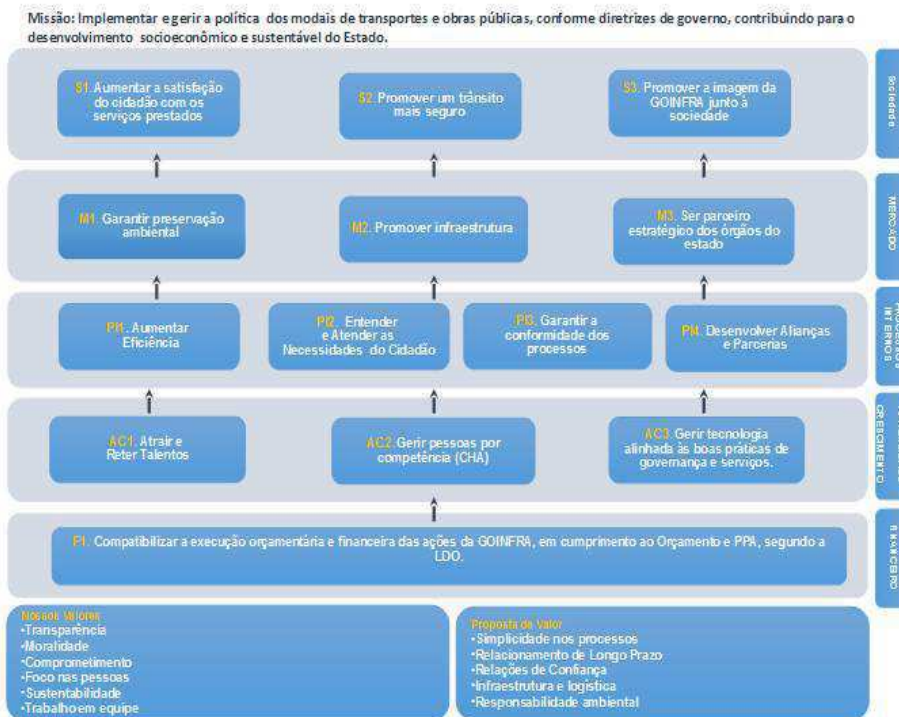 Missão: Implementar e gerir a política dos modais de transportes e obras públicas, conforme diretrizes de governo, contribuindo para o
desenvolvimento socioeconômico e sustentável do Estado.
S1. Aumentar a satisfação
do cidadão com os
serviços prestados
S2. Promover um trânsito
mais seguro
S3. Promover a imagem da
GOINFRA junto à
sociedade
Sociedade
M1. Garantir preservação
ambiental
M2. Promover infraestrutura
M3. Ser parceiro
estratégico dos órgãos do
estado
MERCADO
PI1. Aumentar
Eficiência
PI2. Entender
e Atender as
Necessidades do Cidadão
PI3. Garantir a
conformidade dos
processos
PI4. Desenvolver Alianças
e Parcerias
INTERNOS
AC1. Atrair e
Reter Talentos
AC2. Gerir pessoas por
competência (CHA)
AC3. Gerir tecnologia
alinhada às boas práticas de
governança e serviços.
CRESCIMENTO
F1. Compatibilizar a execução orçamentária e financeira das ações da GOINFRA, em cumprimento ao Orçamento e PPA, segundo a
LDO.
FINANCEIRO
Nossos Valores
•Transparência
•Moralidade
•Comprometimento
•Foco nas pessoas
•Sustentabilidade
•Trabalho em equipe
Proposta de Valor
•Simplicidade nos processos
•Relacionamento de Longo Prazo
•Relações de Confiança
•Infraestrutura e logística
•Responsabilidade ambiental